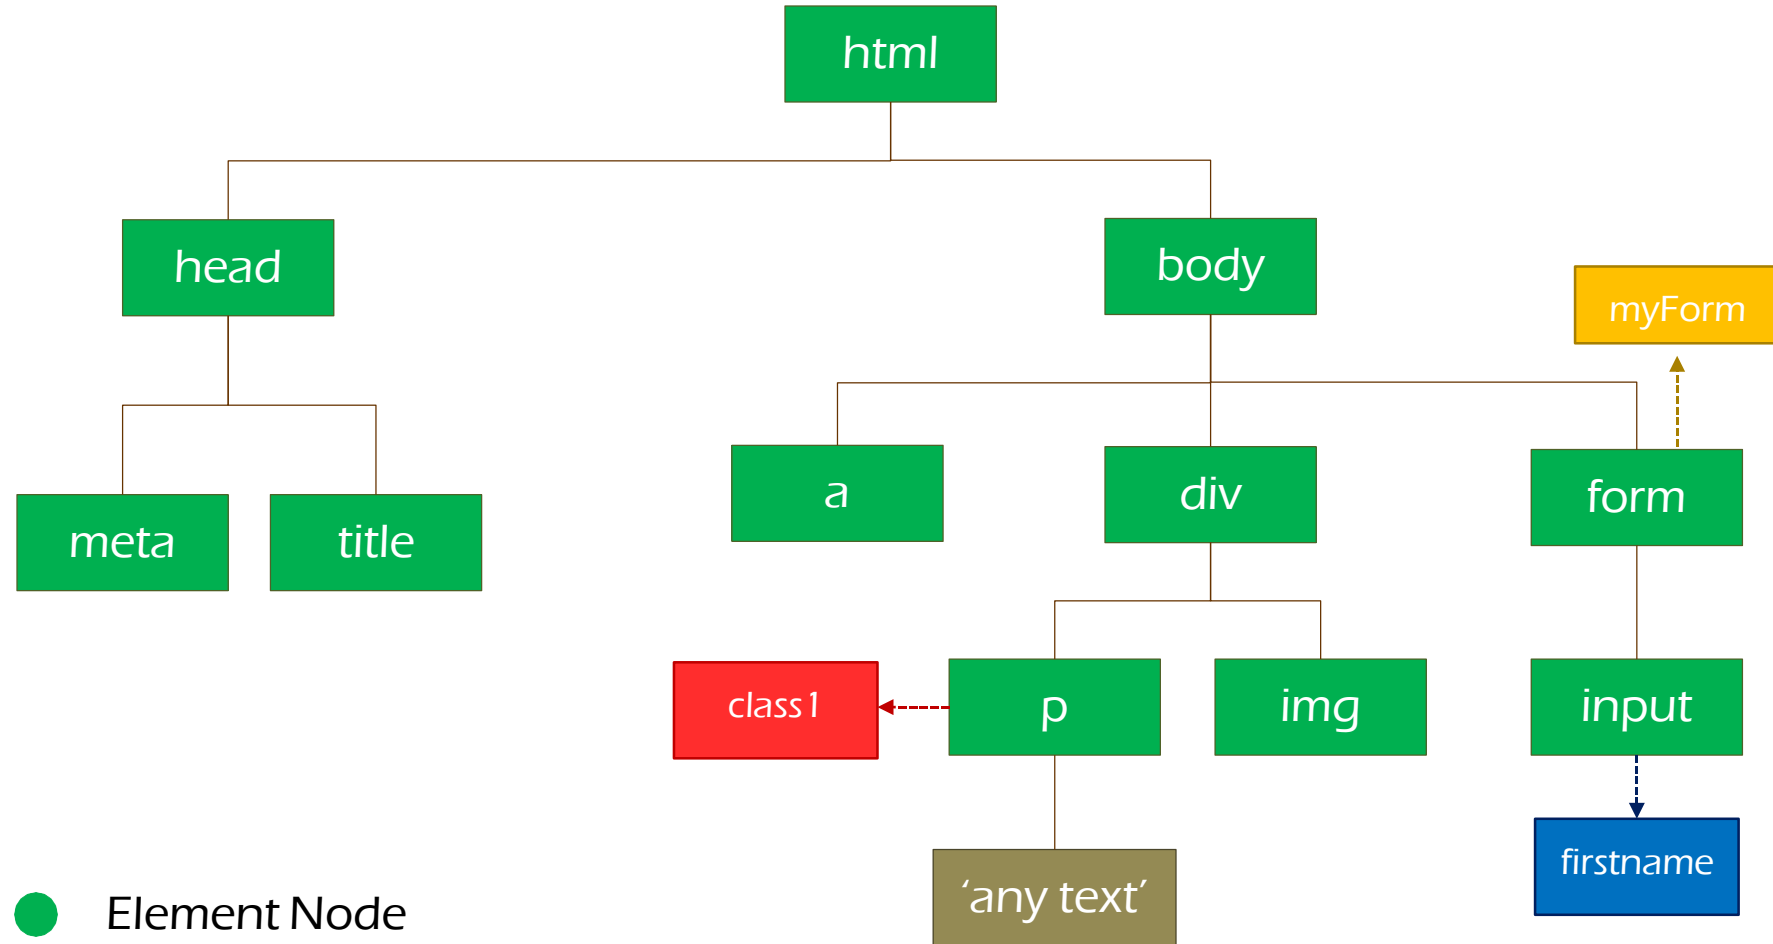 html
head
body
myForm
a
div
form
meta
title
class1
p
img
input
firstname
‘any text’
Element Node